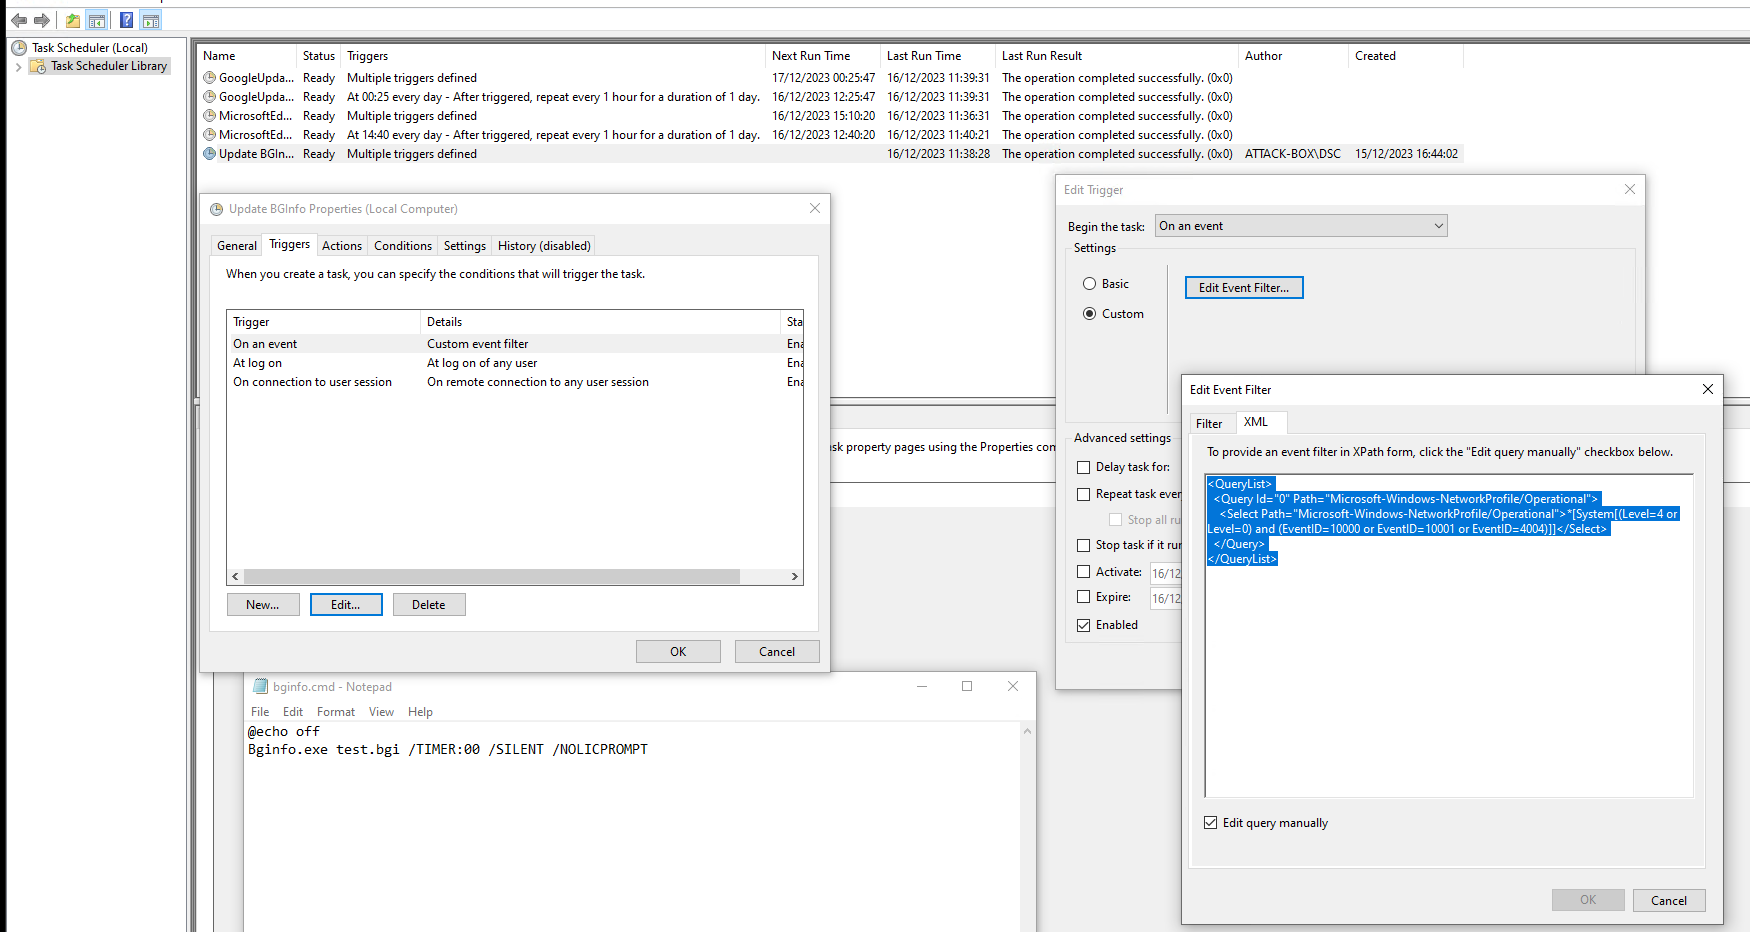 Task Scheduler (Local)
Task Scheduler Library
Name Status Triggers Next Run Time Last Run Time Last Run Result Author Created
GoogleUpda... Ready Multiple triggers defined 17/12/2023 00:25:47 16/12/2023 11:39:31 The operation completed successfully. (0x0)
GoogleUpda... Ready At 00:25 every day - After triggered, repeat every 1 hour for a duration of 1 day. 16/12/2023 12:25:47 16/12/2023 11:39:31 The operation completed successfully. (0x0)
MicrosoftEd... Ready Multiple triggers defined 16/12/2023 15:10:20 16/12/2023 11:36:31 The operation completed successfully. (0x0)
MicrosoftEd... Ready At 14:40 every day - After triggered, repeat every 1 hour for a duration of 1 day. 16/12/2023 12:40:20 16/12/2023 11:40:21 The operation completed successfully. (0x0)
Update BGIn... Ready Multiple triggers defined 16/12/2023 11:38:28 The operation completed successfully. (0x0) ATTACK-BOX\DSC 15/12/2023 16:44:02
Update BGInfo Properties (Local Computer)
General Triggers Actions Conditions Settings History (disabled)
When you create a task, you can specify the conditions that will trigger the task.
Trigger Details Sta
On an event Custom event filter Ena
At log on At log on of any user Ena
On connection to user session On remote connection to any user session Ena
New... Edit... Delete
OK Cancel
sk property pages using the Properties con
Edit Trigger
Begin the task: On an event
Settings
Basic
Custom
Edit Event Filter...
Advanced settings
Delay task for:
Repeat task ever
Stop all ru
Stop task if it rur
Activate: 16/12
Expire: 16/12
Enabled
Edit Event Filter
Filter XML
To provide an event filter in XPath form, click the "Edit query manually" checkbox below.
<QueryList>
<Query Id="0" Path="Microsoft-Windows-NetworkProfile/Operational">
<Select Path="Microsoft-Windows-NetworkProfile/Operational">*[System[(Level=4 or
Level=0) and (EventID=10000 or EventID=10001 or EventID=4004)]]</Select>
</Query>
</QueryList>
Edit query manually
OK Cancel
bginfo.cmd - Notepad
File Edit Format View Help
@echo off
Bginfo.exe test.bgi /TIMER:00 /SILENT /NOLICPROMPT